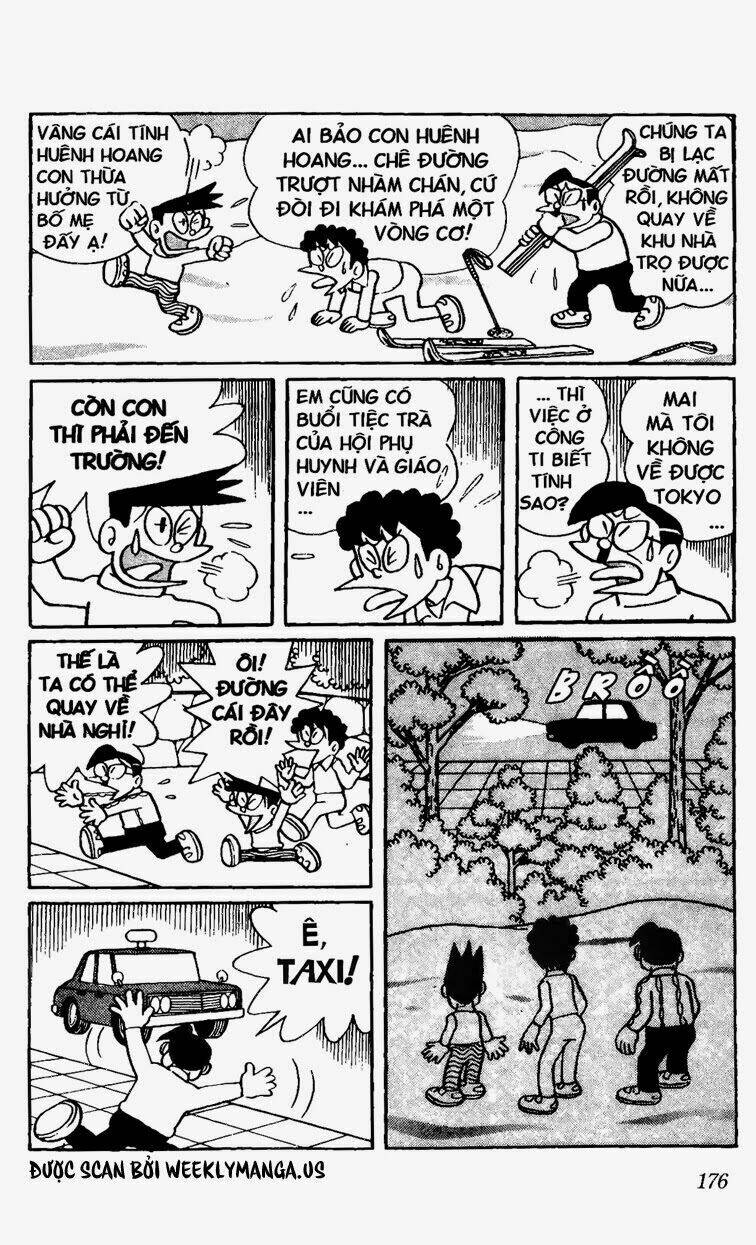 CHÚNG TA
BỊ LẠC
ĐƯỜNG MẤT
RỒI, KHÔNG
QUAY VỀ
KHU NHÀ
TRỌ ĐƯỢC
NỮA...
AI BẢO CON HUÊNH
HOANG... CHÊ ĐƯỜNG
TRƯỢT NHÀM CHÁN, CỨ
ĐÒI ĐI KHÁM PHÁ MỘT
VÒNG CƠ!
VÂNG CÁI TÍNH
HUÊNH HOANG
CON THỪA
HƯỞNG TỪ
BỐ MẸ
ĐẤY Ạ!
MAI
MÀ TÔI
KHÔNG
VỀ ĐƯỢC
TOKYO
...
... THÌ
VIỆC Ở
CÔNG
TI BIẾT
TÍNH
SAO?
EM CŨNG CÓ
BUỔI TIỆC TRÀ
CỦA HỘI PHỤ
HUYNH VÀ GIÁO
VIÊN
...
CÒN CON
THÌ PHẢI ĐẾN
TRƯỜNG!
ÔI!
ĐƯỜNG
CÁI ĐÂY
RỒI!
THẾ LÀ
TA CÓ THỂ
QUAY VỀ
NHÀ NGHỈ!
Ê,
TAXI!
ĐƯỢC SCAN BỞI WEEKLYMANGA.US
176